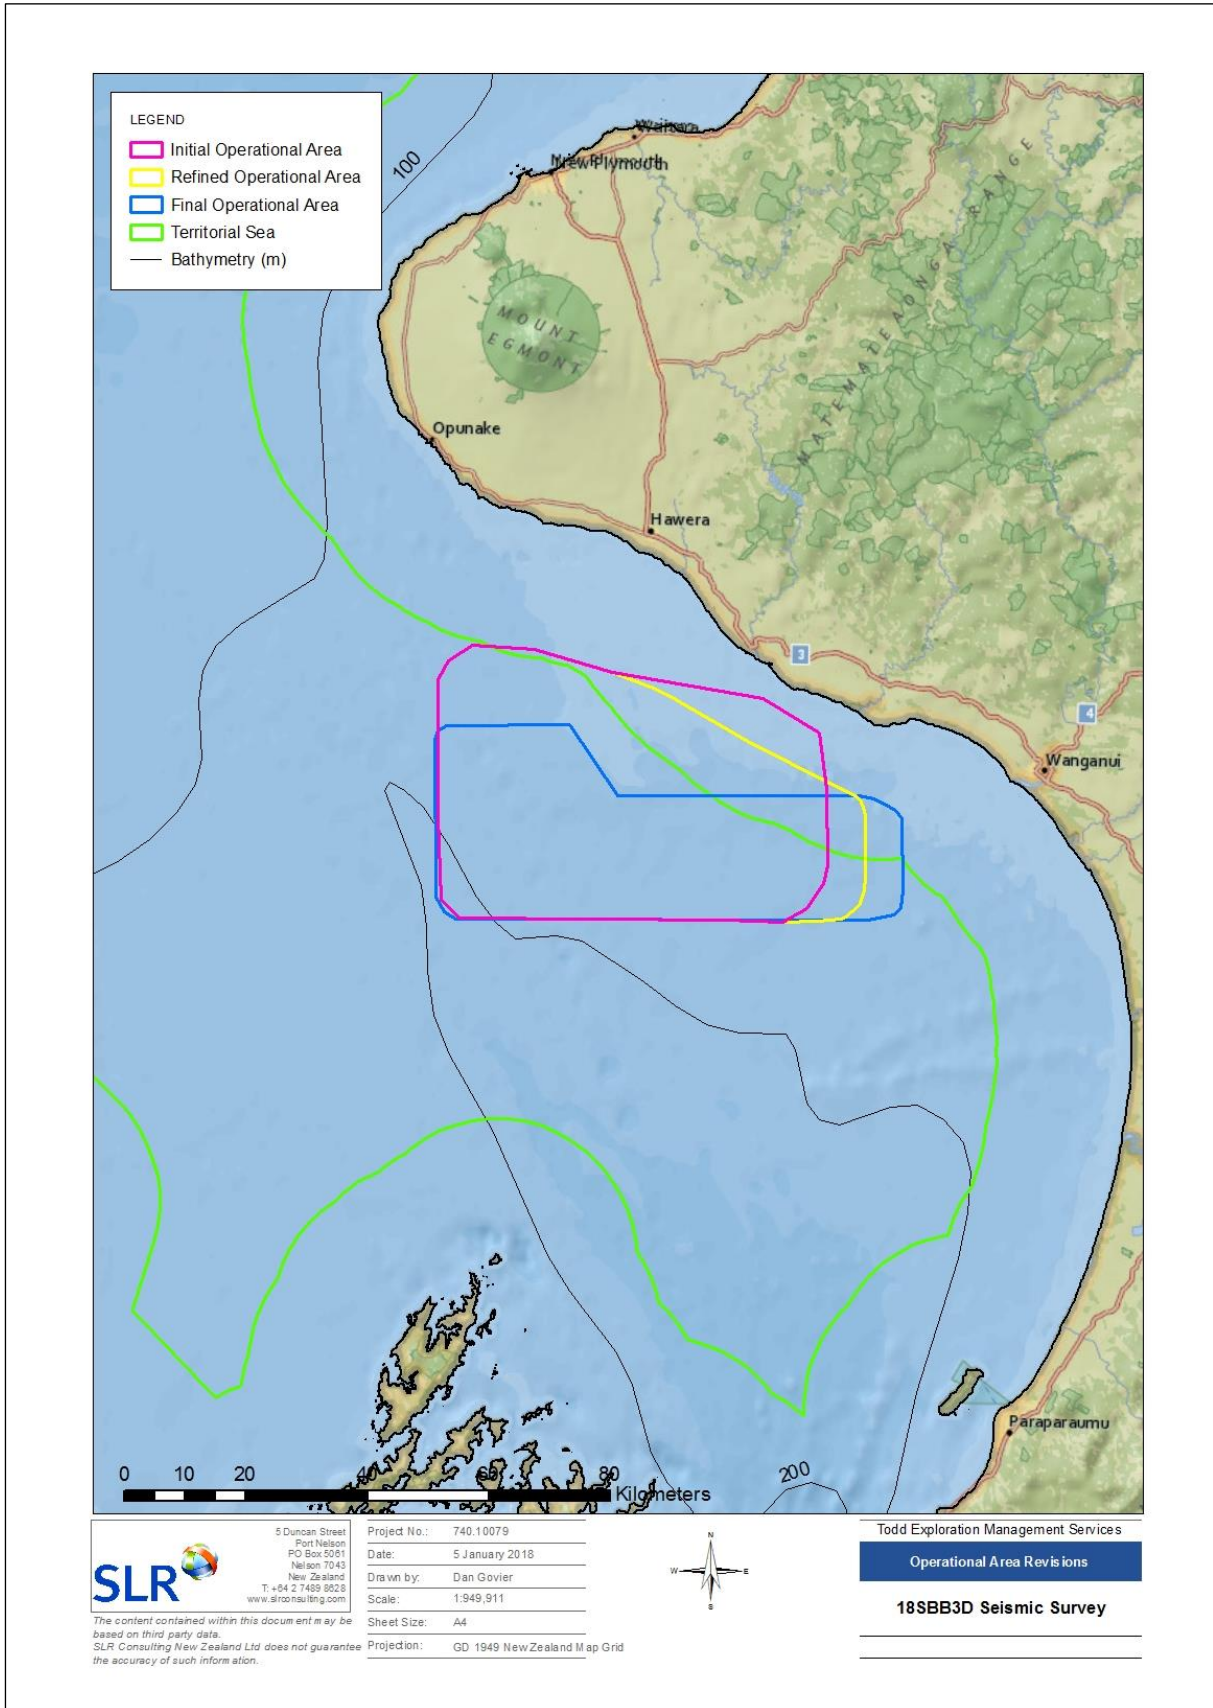 LEGEND
Initial Operational Area
Refined Operational Area
Final Operational Area
Territorial Sea
Bathymetry (m)
100
Waitara
New Plymouth
MATEMATEAONGA RANGE
MOUNT
EGMONT
Opunake
Hawera
3
4
Wanganui
Paraparaumu
200
0 10 20 40 60 80
Kilometers
SLR
5 Duncan Street
Port Nelson
PO Box 5061
Nelson 7043
New Zealand
T: +64 2 7489 8628
www.slrconsulting.com
The content contained within this document may be
based on third party data.
SLR Consulting New Zealand Ltd does not guarantee
the accuracy of such information.
Project No.: 740.10079
Date: 5 January 2018
Drawn by: Dan Govier
Scale: 1:949,911
Sheet Size: A4
Projection: GD 1949 New Zealand Map Grid
N
W E
S
Todd Exploration Management Services
Operational Area Revisions
18SBB3D Seismic Survey